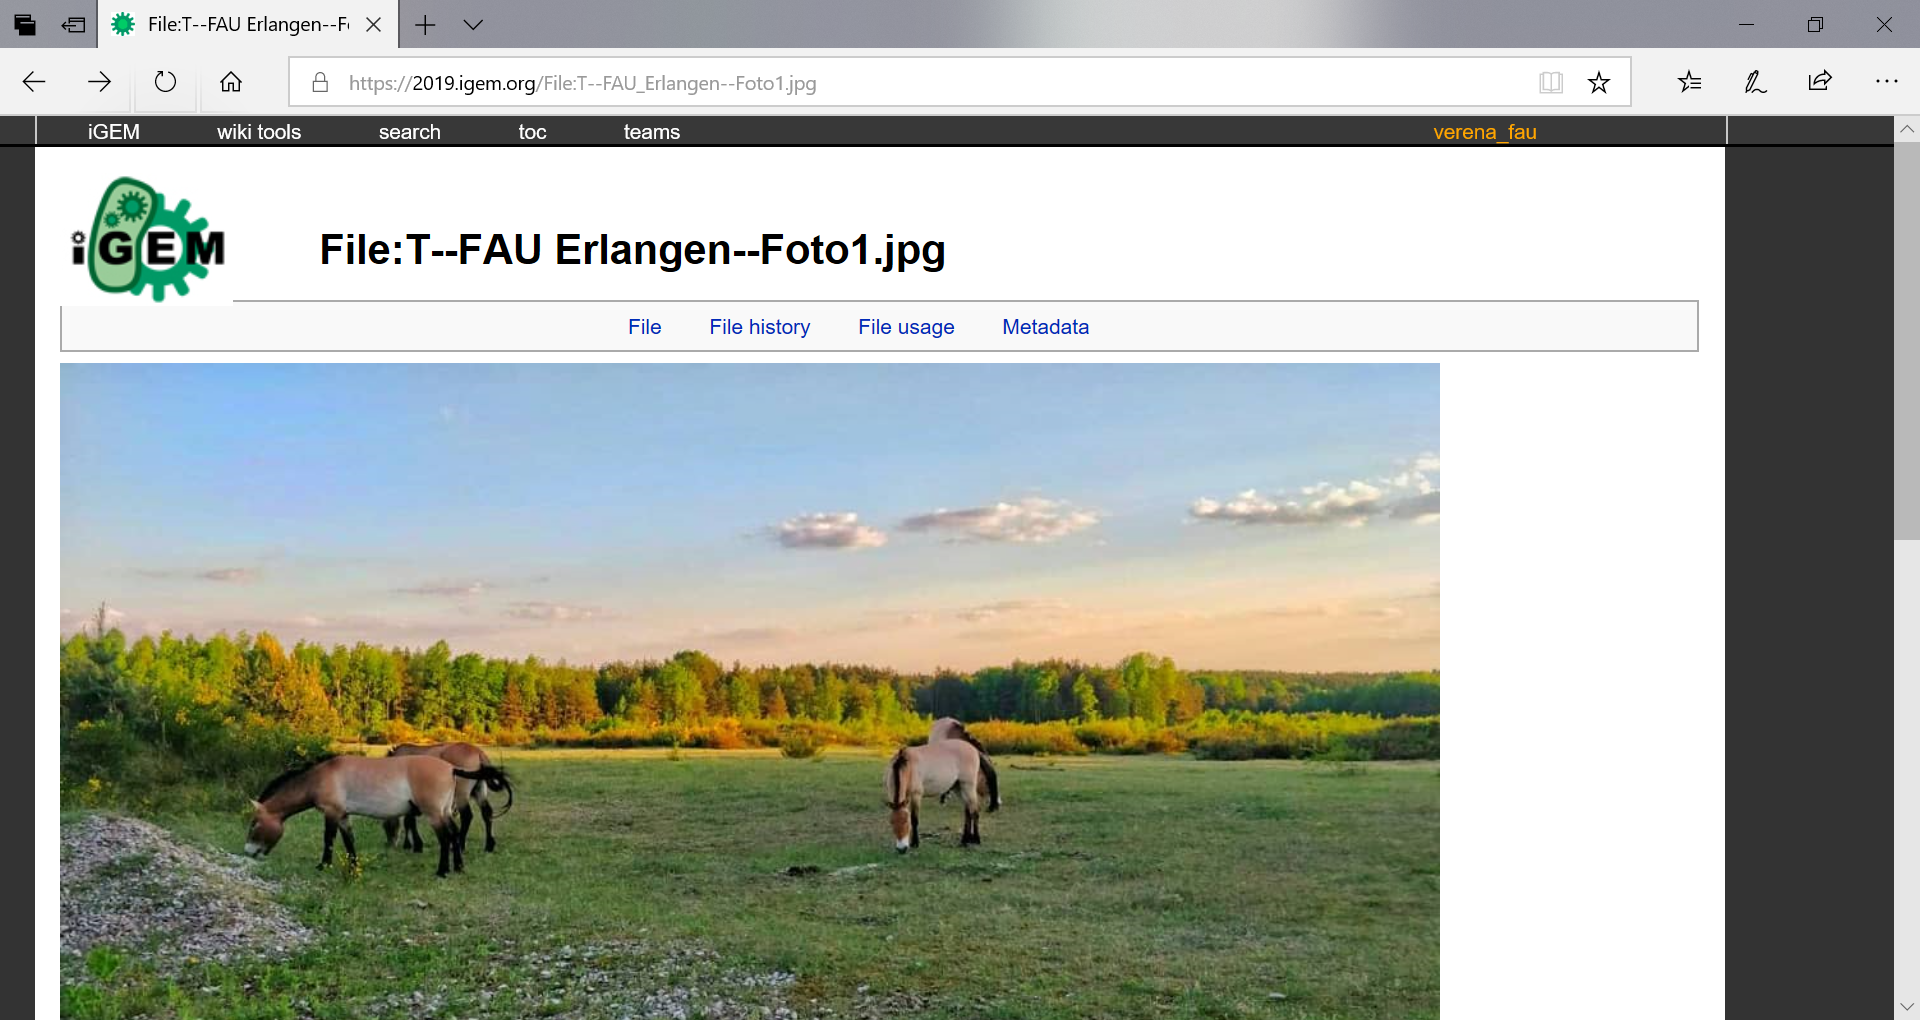 File:T--FAU Erlangen--F
https://2019.igem.org/File:T--FAU_Erlangen--Foto1.jpg
iGEM wiki tools search toc teams verena_fau
iGEM
File:T--FAU Erlangen--Foto1.jpg
File File history File usage Metadata